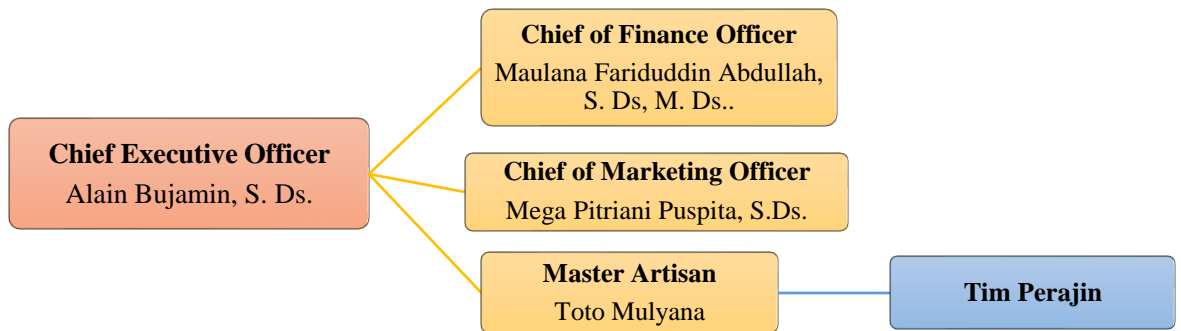 Chief of Finance Officer
Maulana Fariduddin Abdullah,
S. Ds, M. Ds..
Chief Executive Officer
Alain Bujamin, S. Ds.
Chief of Marketing Officer
Mega Pitriani Puspita, S.Ds.
Master Artisan
Toto Mulyana
Tim Perajin